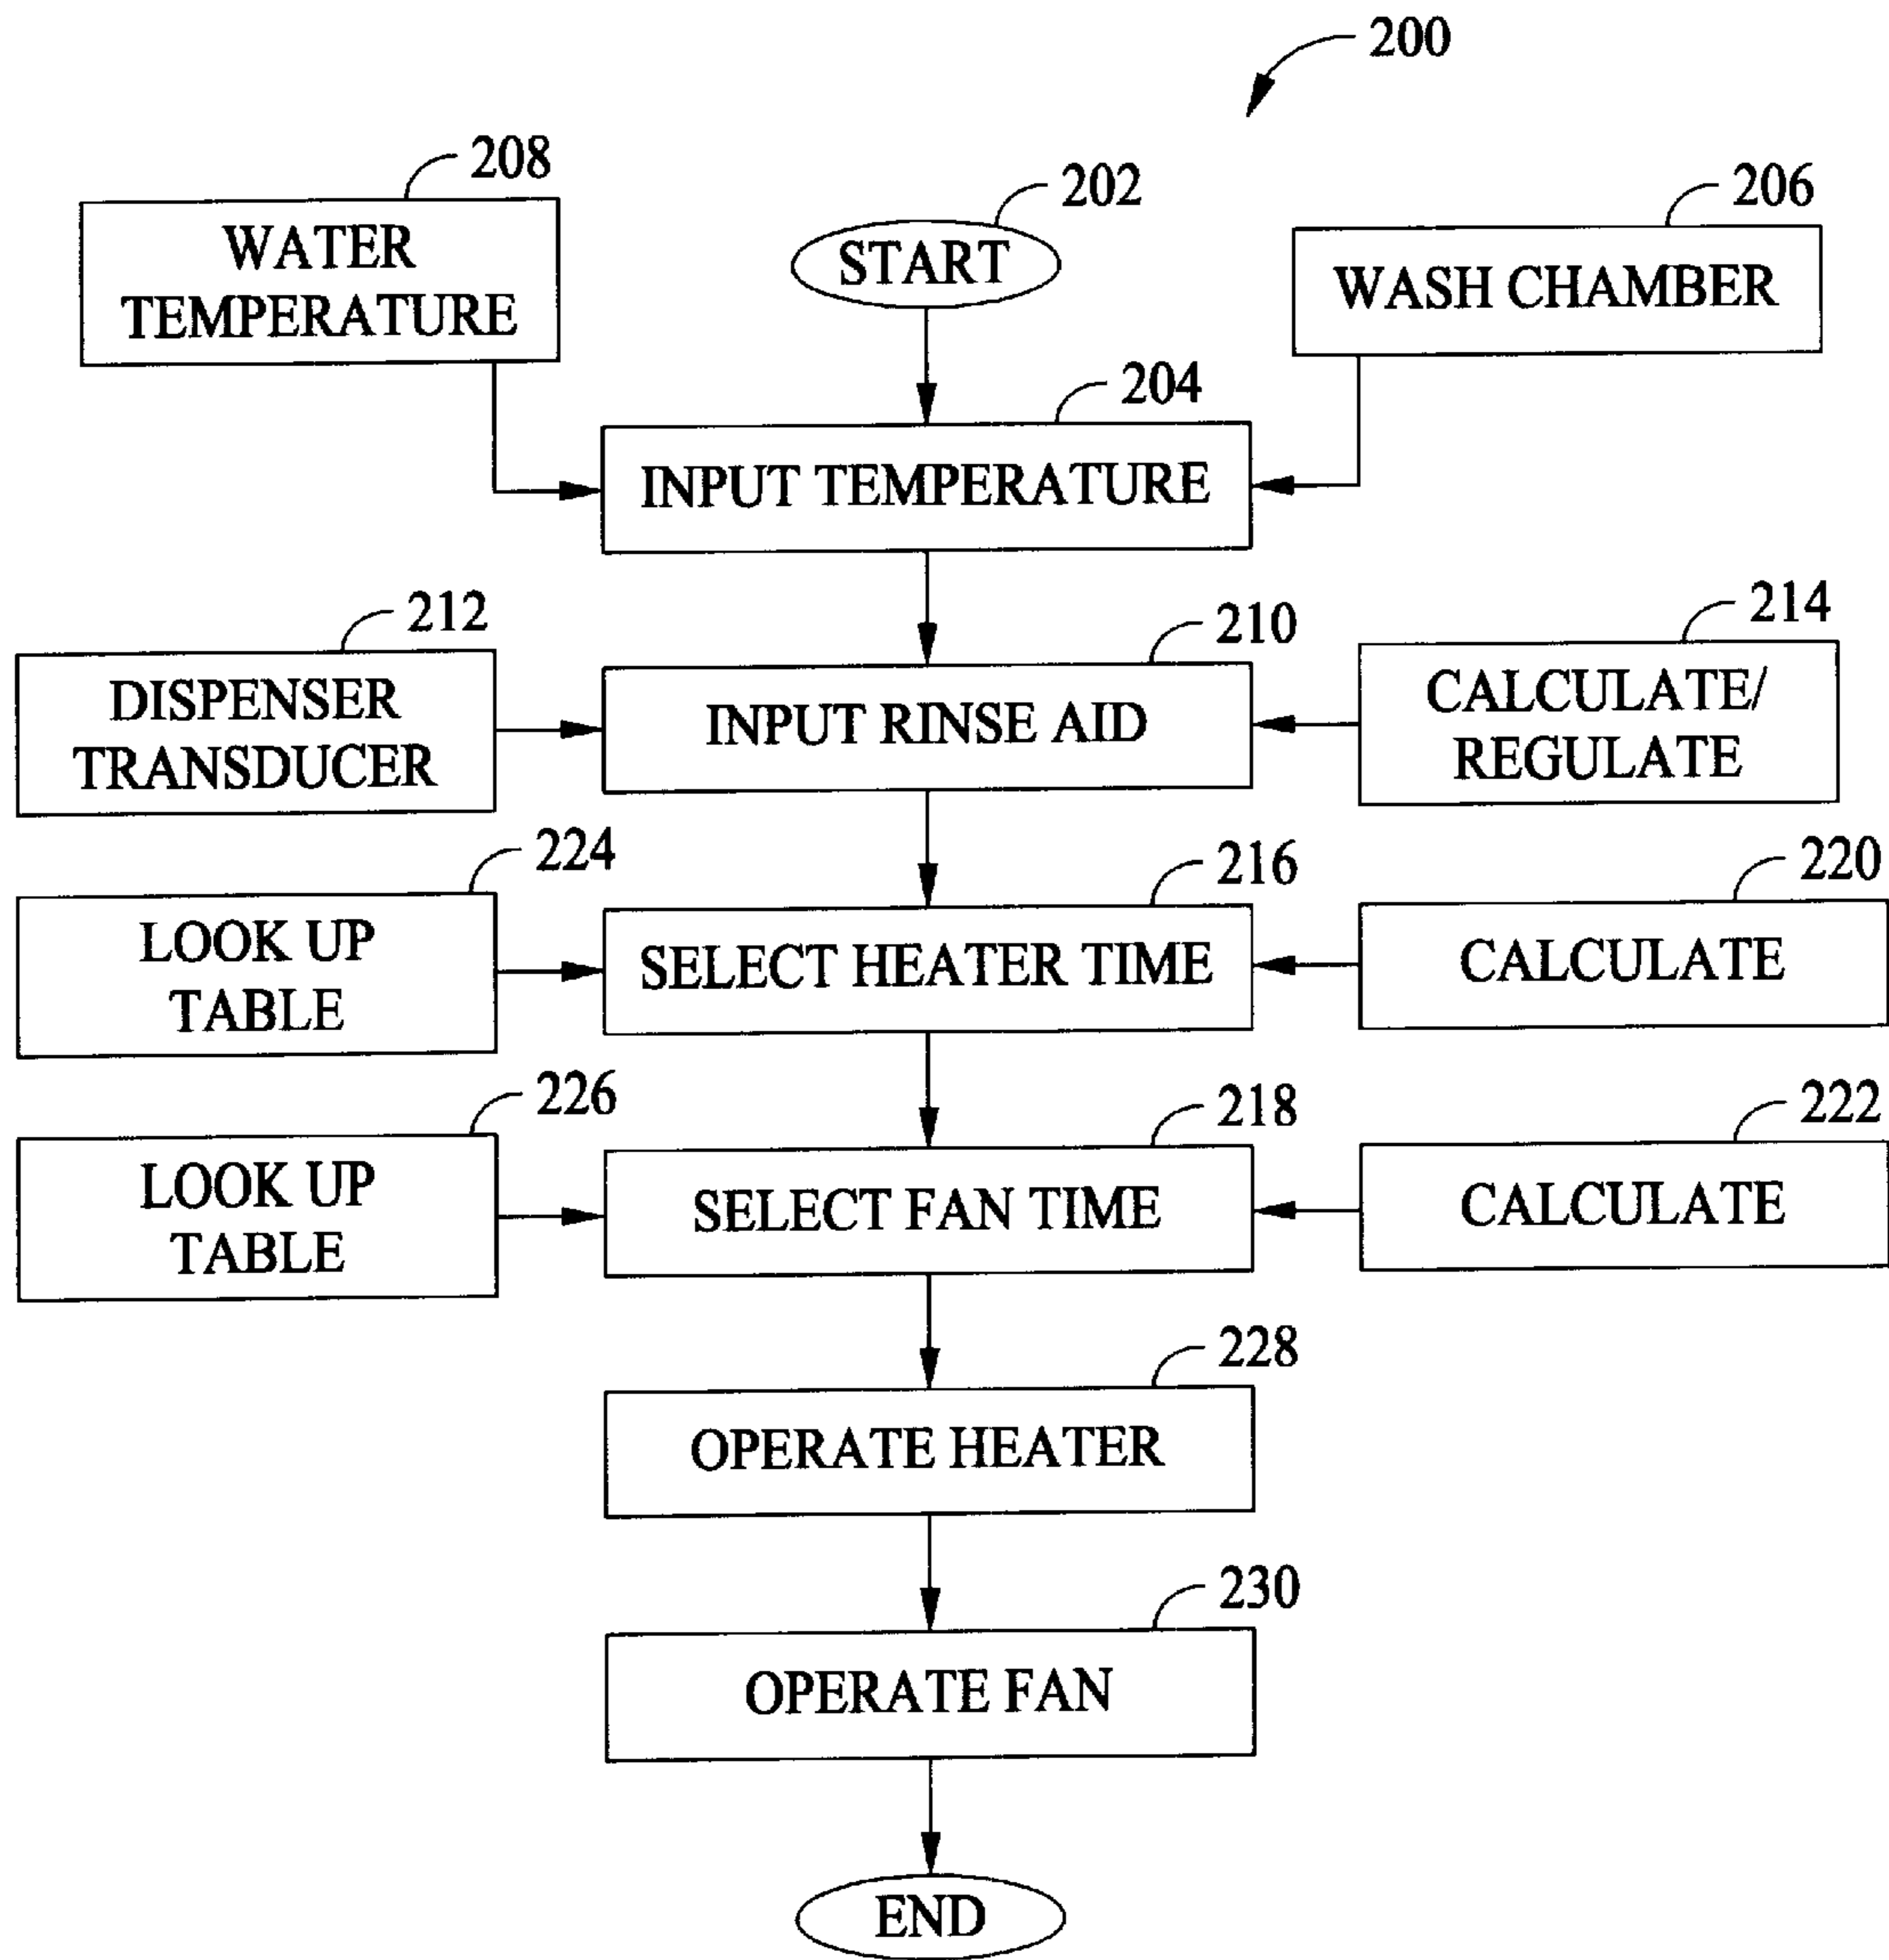 200
208
202
206
WATER
TEMPERATURE
START
WASH CHAMBER
204
INPUT TEMPERATURE
212
210
214
DISPENSER
TRANSDUCER
INPUT RINSE AID
CALCULATE/
REGULATE
224
216
220
LOOK UP
TABLE
SELECT HEATER TIME
CALCULATE
226
218
222
LOOK UP
TABLE
SELECT FAN TIME
CALCULATE
228
OPERATE HEATER
230
OPERATE FAN
END